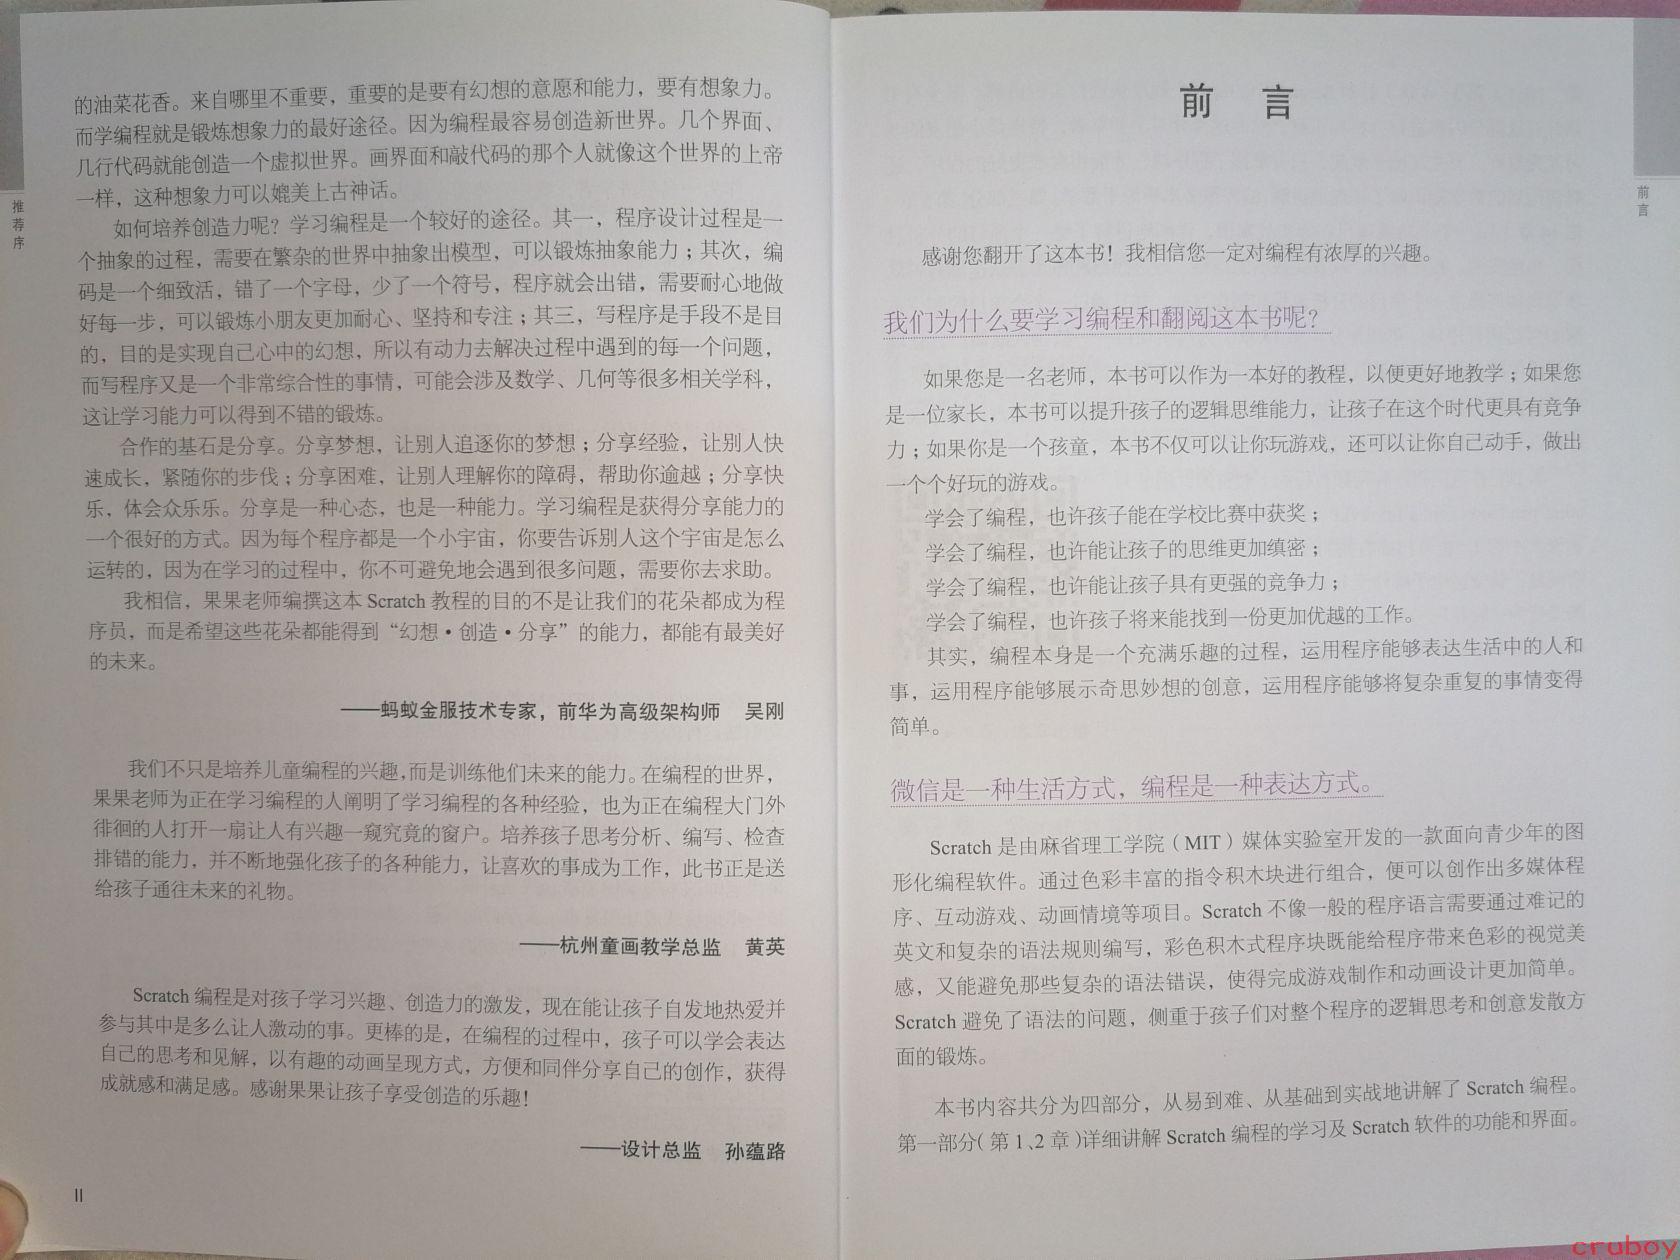 推荐序
的油菜花香。来自哪里不重要，重要的是要有幻想的意愿和能力，要有想象力。
而学编程就是锻炼想象力的最好途径。因为编程最容易创造新世界。几个界面、
几行代码就能创造一个虚拟世界。画界面和敲代码的那个人就像这个世界的上帝
一样，这种想象力可以媲美上古神话。
如何培养创造力呢？学习编程是一个较好的途径。其一，程序设计过程是一
个抽象的过程，需要在繁杂的世界中抽象出模型，可以锻炼抽象能力；其次，编
码是一个细致活，错了一个字母，少了一个符号，程序就会出错，需要耐心地做
好每一步，可以锻炼小朋友更加耐心、坚持和专注；其三，写程序是手段不是目
的，目的是实现自己心中的幻想，所以有动力去解决过程中遇到的每一个问题，
而写程序又是一个非常综合性的事情，可能会涉及数学、几何等很多相关学科，
这让学习能力可以得到不错的锻炼。
合作的基石是分享。分享梦想，让别人追逐你的梦想；分享经验，让别人快
速成长，紧随你的步伐；分享困难，让别人理解你的障碍，帮助你逾越；分享快
乐，体会众乐乐。分享是一种心态，也是一种能力。学习编程是获得分享能力的
一个很好的方式。因为每个程序都是一个小宇宙，你要告诉别人这个宇宙是怎么
运转的，因为在学习的过程中，你不可避免地会遇到很多问题，需要你去求助。
我相信，果果老师编撰这本 Scratch 教程的目的不是让我们的花朵都成为程
序员，而是希望这些花朵都能得到“幻想·创造·分享”的能力，都能有最美好
的未来。
——蚂蚁金服技术专家，前华为高级架构师 吴刚
我们不只是培养儿童编程的兴趣，而是训练他们未来的能力。在编程的世界，
果果老师为正在学习编程的人阐明了学习编程的各种经验，也为正在编程大门外
徘徊的人打开一扇让人有兴趣一窥究竟的窗户。培养孩子思考分析、编写、检查
排错的能力，并不断地强化孩子的各种能力，让喜欢的事成为工作，此书正是送
给孩子通往未来的礼物。
——杭州童画教学总监 黄英
Scratch 编程是对孩子学习兴趣、创造力的激发，现在能让孩子自发地热爱并
参与其中是多么让人激动的事。更棒的是，在编程的过程中，孩子可以学会表达
自己的思考和见解，以有趣的动画呈现方式，方便和同伴分享自己的创作，获得
成就感和满足感。感谢果果让孩子享受创造的乐趣！
——设计总监 孙蕴路
II
前言
前言
感谢您翻开了这本书！我相信您一定对编程有浓厚的兴趣。
我们为什么要学习编程和翻阅这本书呢？
如果您是一名老师，本书可以作为一本好的教程，以便更好地教学；如果您
是一位家长，本书可以提升孩子的逻辑思维能力，让孩子在这个时代更具有竞争
力；如果你是一个孩童，本书不仅可以让你玩游戏，还可以让你自己动手，做出
一个个好玩的游戏。
学会了编程，也许孩子能在学校比赛中获奖；
学会了编程，也许能让孩子的思维更加缜密；
学会了编程，也许能让孩子具有更强的竞争力；
学会了编程，也许孩子将来能找到一份更加优越的工作。
其实，编程本身是一个充满乐趣的过程，运用程序能够表达生活中的人和
事，运用程序能够展示奇思妙想的创意，运用程序能够将复杂重复的事情变得
简单。
微信是一种生活方式，编程是一种表达方式。
Scratch 是由麻省理工学院（MIT）媒体实验室开发的一款面向青少年的图
形化编程软件。通过色彩丰富的指令积木块进行组合，便可以创作出多媒体程
序、互动游戏、动画情境等项目。Scratch 不像一般的程序语言需要通过难记的
英文和复杂的语法规则编写，彩色积木式程序块既能给程序带来色彩的视觉美
感，又能避免那些复杂的语法错误，使得完成游戏制作和动画设计更加简单。
Scratch 避免了语法的问题，侧重于孩子们对整个程序的逻辑思考和创意发散方
面的锻炼。
本书内容共分为四部分，从易到难、从基础到实战地讲解了 Scratch 编程。
第一部分（第 1、2 章）详细讲解 Scratch 编程的学习及 Scratch 软件的功能和界面。
cruboy